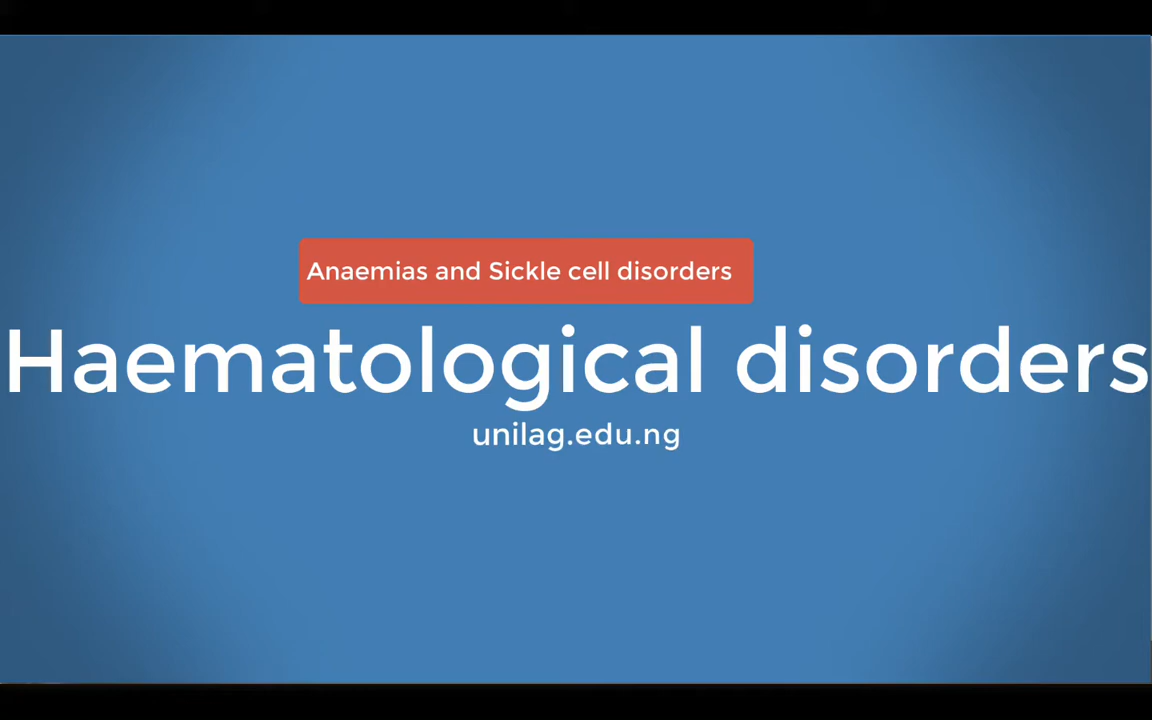 Anaemias and Sickle cell disorders
Haematological disorders
unilag.edu.ng